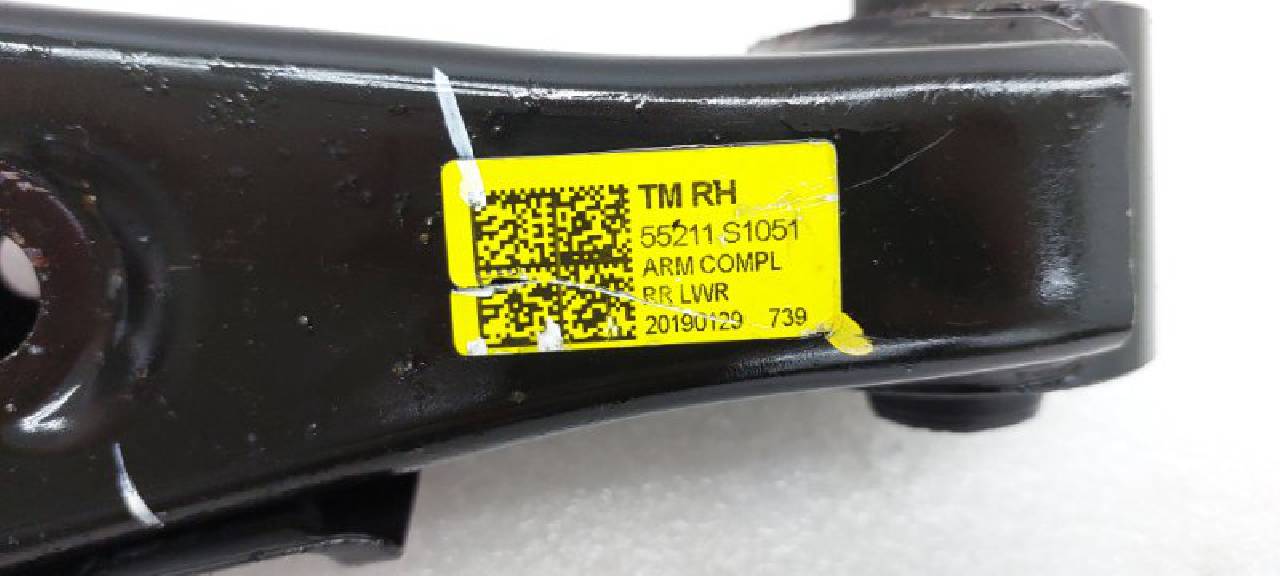 TM RH
55211 S1051
ARM COMPL
RR LWR
20190129 739